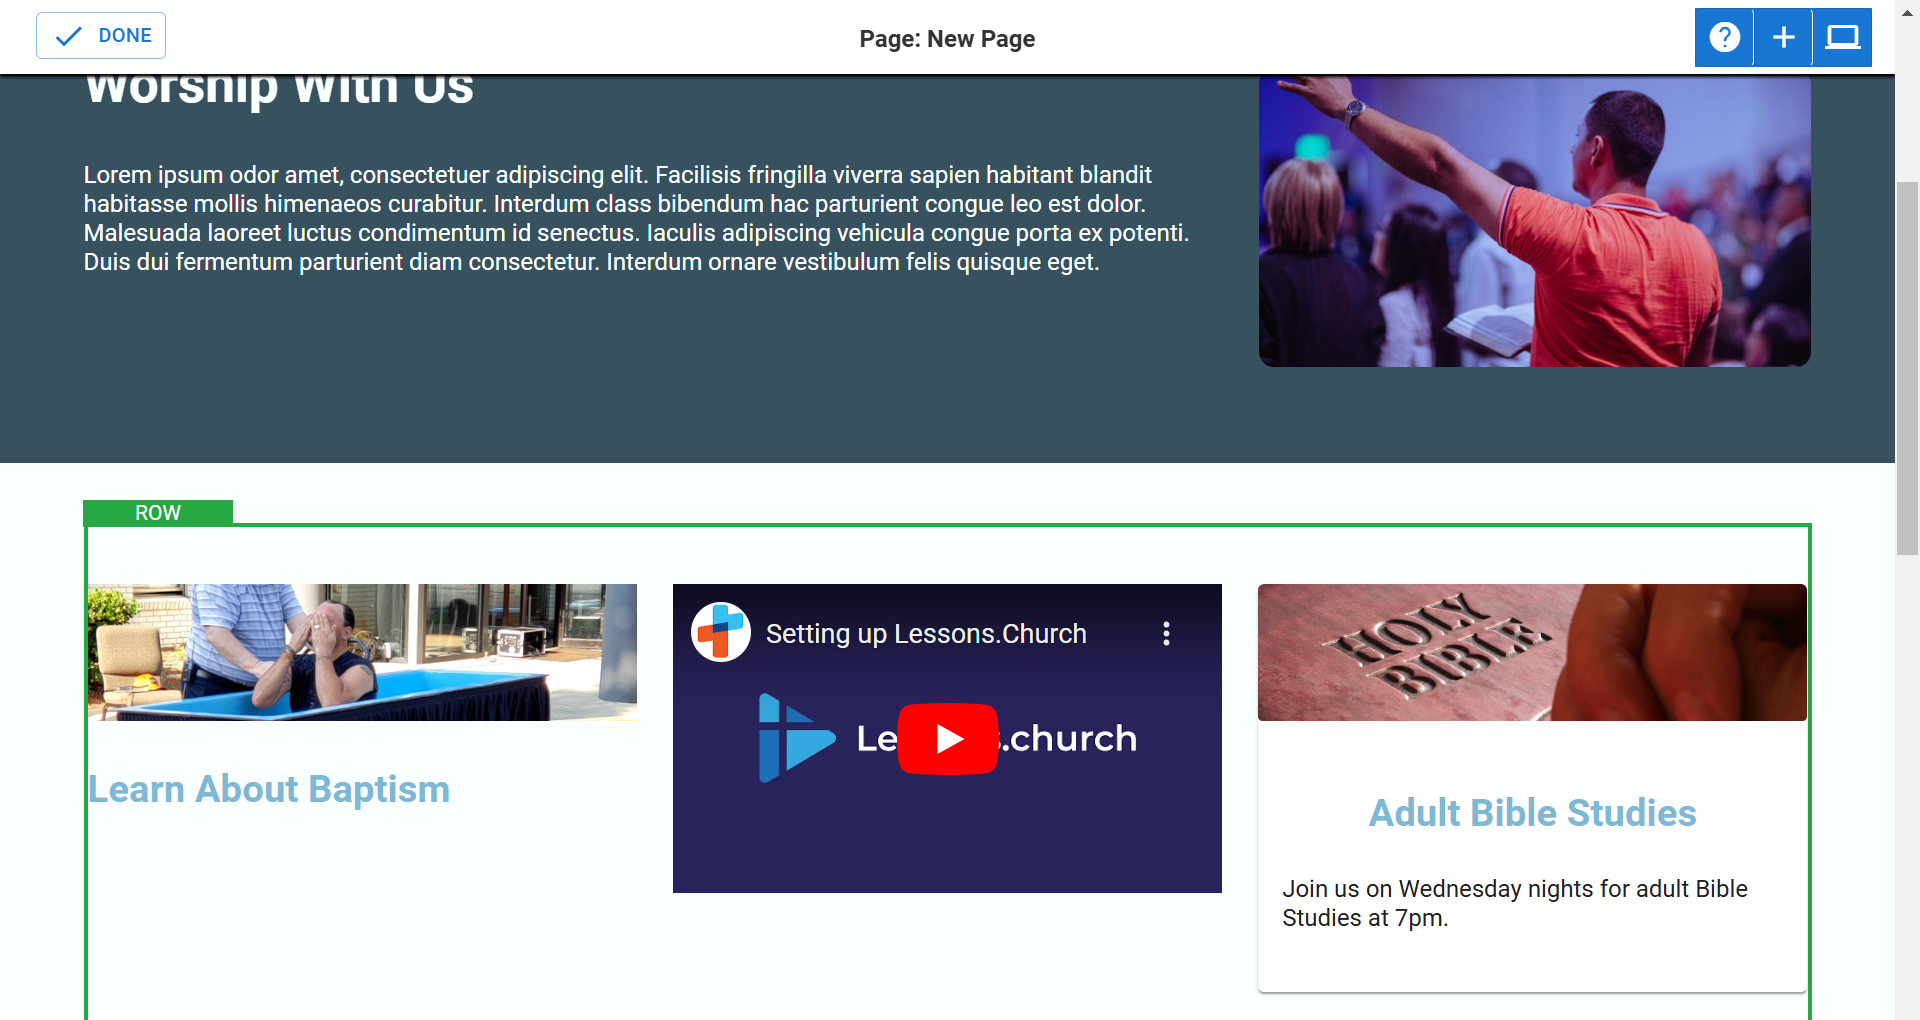 DONE
Page: New Page
Worship With Us
Lorem ipsum odor amet, consectetuer adipiscing elit. Facilisis fringilla viverra sapien habitant blandit
habitasse mollis himenaeos curabitur. Interdum class bibendum hac parturient congue leo est dolor.
Malesuada laoreet luctus condimentum id senectus. Iaculis adipiscing vehicula congue porta ex potenti.
Duis dui fermentum parturient diam consectetur. Interdum ornare vestibulum felis quisque eget.
ROW
Learn About Baptism
Setting up Lessons.Church
Le s.church
HOLY
BIBLE
Adult Bible Studies
Join us on Wednesday nights for adult Bible
Studies at 7pm.